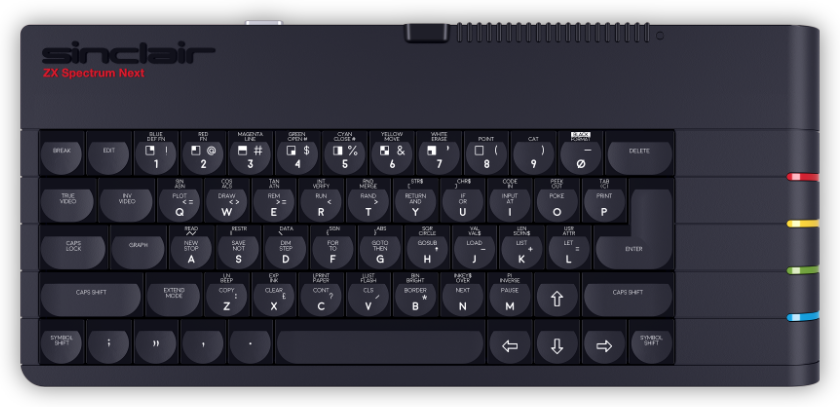 sinclair
ZX Spectrum Next
BLUE RED MAGENTA GREEN CYAN YELLOW WHITE BLACK
DEF FN FN LINE OPEN # CLOSE # MOVE ERASE POINT CAT FORMAT
BREAK EDIT ! @ # $ % & ' ( ) _ DELETE
1 2 3 4 5 6 7 8 9 Ø
SIN COS TAN INT RND STR$ CHR$ CODE PEEK TAB
ASN ACS ATN VERIFY MERGE [ ] IN OUT
TRUE VIDEO INV VIDEO PLOT DRAW REM RUN RAND RETURN IF INPUT POKE PRINT
<= <> >= < > AND OR AT
Q W E R T Y U I O P
READ RESTR DATA SGN ABS SQR VAL LEN USR
CIRCLE VAL$ SCRN$ ATTR
CAPS LOCK GRAPH NEW SAVE DIM FOR GOTO GOSUB LOAD LIST LET ENTER
STOP NOT STEP TO THEN ' − + =
A S D F G H J K L
LN EXP LPRINT LLIST BIN INKEY$ PI
BEEP INK PAPER FLASH BRIGHT OVER INVERSE
CAPS SHIFT EXTEND MODE COPY CLEAR CONT CLS BORDER NEXT PAUSE CAPS SHIFT
: £ ? / *
Z X C V B N M
SYMBOL SHIFT ; " , . SYMBOL SHIFT